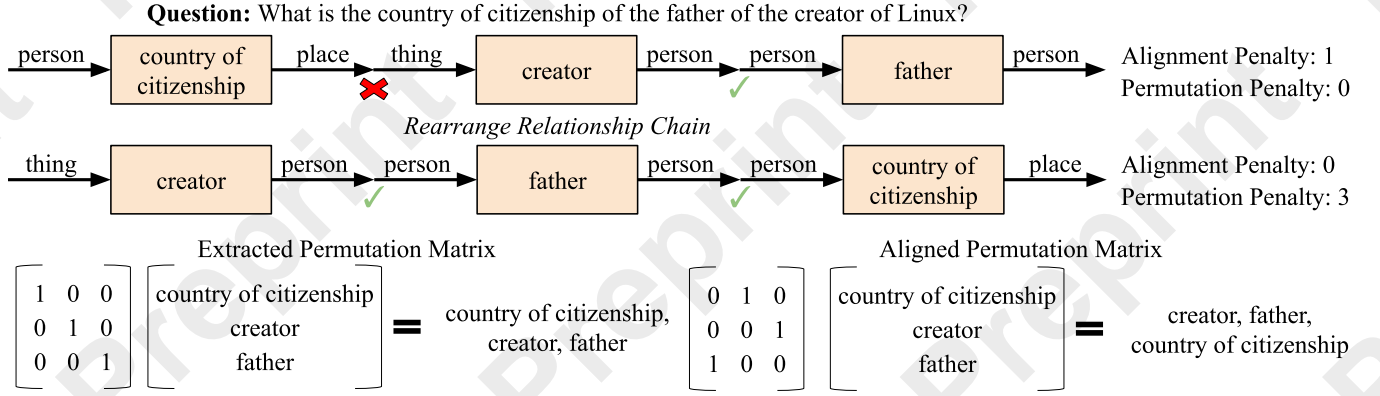 Question: What is the country of citizenship of the father of the creator of Linux?
person country of citizenship place thing creator person person father person Alignment Penalty: 1
Permutation Penalty: 0
Rearrange Relationship Chain
thing creator person person father person person country of citizenship place Alignment Penalty: 0
Permutation Penalty: 3
Extracted Permutation Matrix
1 0 0 country of citizenship
0 1 0 creator
0 0 1 father
= country of citizenship,
creator, father
Aligned Permutation Matrix
0 1 0 country of citizenship
0 0 1 creator
1 0 0 father
= creator, father,
country of citizenship
Preprint
Preprint
Preprint